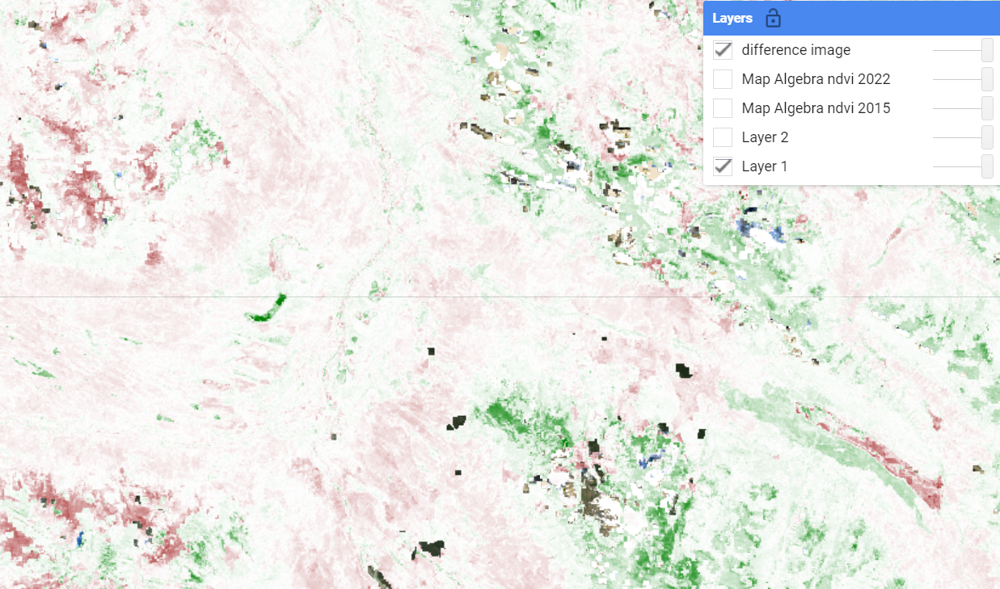 Layers
difference image
Map Algebra ndvi 2022
Map Algebra ndvi 2015
Layer 2
Layer 1